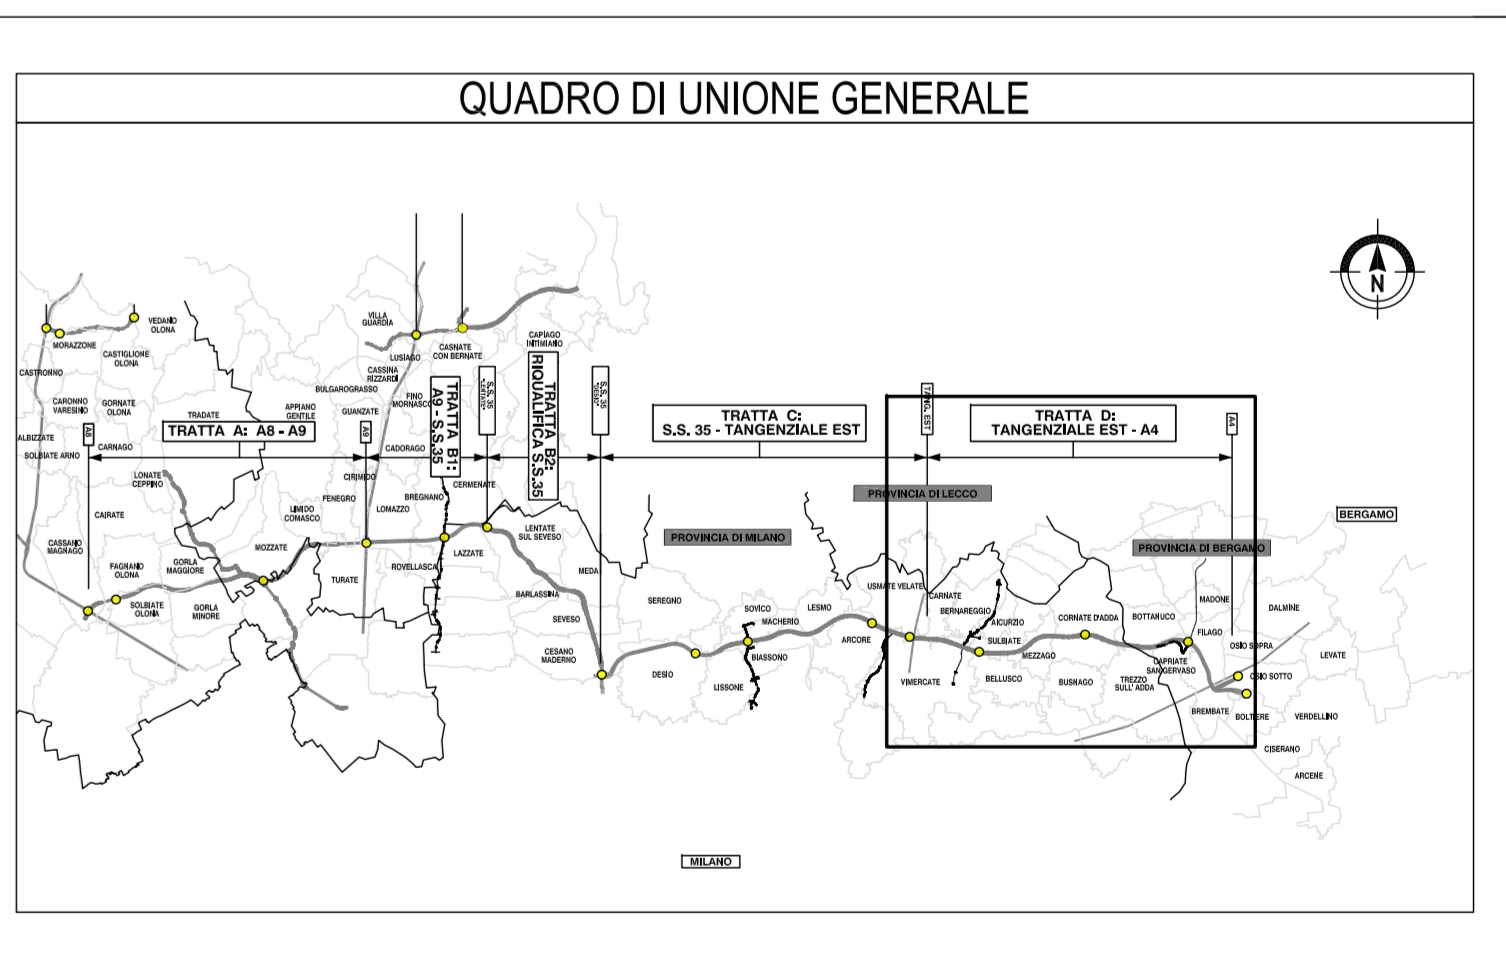 QUADRO DI UNIONE GENERALE
N
VEDANO
OLONA
MORAZZONE
CASTIGLIONE
OLONA
CASTRONNO
CARONNO
VARESINO
GORNATE
OLONA
TRADATE
ALBIZZATE
SOLBIATE ARNO
CARNAGO
A8
TRATTA A: A8 - A9
LONATE
CEPPINO
CAIRATE
CASSANO
MAGNAGO
FAGNANO
OLONA
GORLA
MAGGIORE
SOLBIATE
OLONA
GORLA
MINORE
MOZZATE
LIMIDO
COMASCO
FENEGRO
CIRIMIDO
TURATE
APPIANO
GENTILE
BULGAROGRASSO
GUANZATE
A9
VILLA
GUARDIA
LUSIAGO
CASSINA
RIZZARDI
FINO
MORNASCO
CASNATE
CON BERNATE
CAPIAGO
INTIMIANO
CADORAGO
LOMAZZO
BREGNANO
CERMENATE
ROVELLASCA
LAZZATE
TRATTA B1:
A9 - S.S.35
S.S. 35
"LENTATE"
TRATTA B2:
RIQUALIFICA S.S.35
S.S. 35
"DESIO"
LENTATE
SUL SEVESO
MEDA
BARLASSINA
SEVESO
CESANO
MADERNO
TRATTA C:
S.S. 35 - TANGENZIALE EST
PROVINCIA DI MILANO
SEREGNO
DESIO
LISSONE
SOVICO
MACHERIO
BIASSONO
LESMO
ARCORE
PROVINCIA DI LECCO
TANG. EST
USMATE VELATE
CARNATE
BERNAREGGIO
AICURZIO
SULBIATE
VIMERCATE
BELLUSCO
MEZZAGO
BUSNAGO
CORNATE D'ADDA
TREZZO
SULL' ADDA
TRATTA D:
TANGENZIALE EST - A4
A4
PROVINCIA DI BERGAMO
BERGAMO
BOTTANUCO
MADONE
FILAGO
CAPRIATE
SAN GERVASO
BREMBATE
DALMINE
OSIO SOPRA
OSIO SOTTO
LEVATE
BOLTIERE
VERDELLINO
CISERANO
ARCENE
MILANO